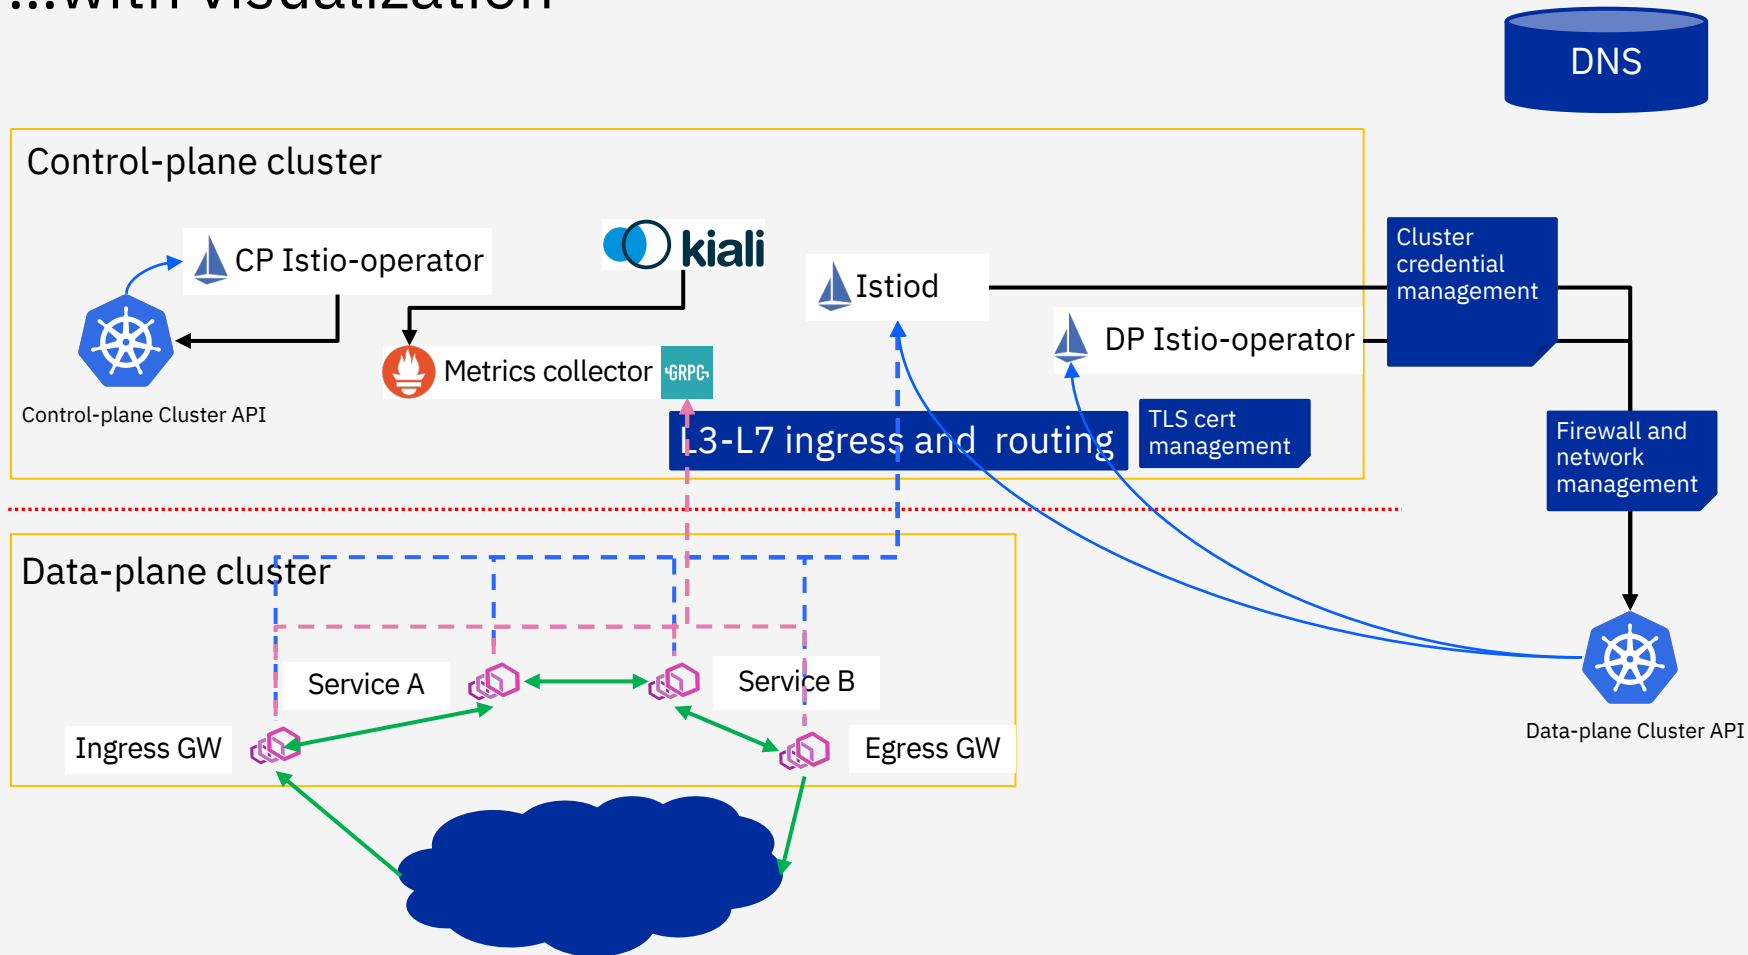 ...with visualization
DNS
Control-plane cluster
CP Istio-operator
kiali
Istiod
Cluster
credential
management
DP Istio-operator
Metrics collector
GRPC
Control-plane Cluster API
L3-L7 ingress and routing
TLS cert
management
Firewall and
network
management
Data-plane cluster
Service A
Service B
Ingress GW
Egress GW
Data-plane Cluster API